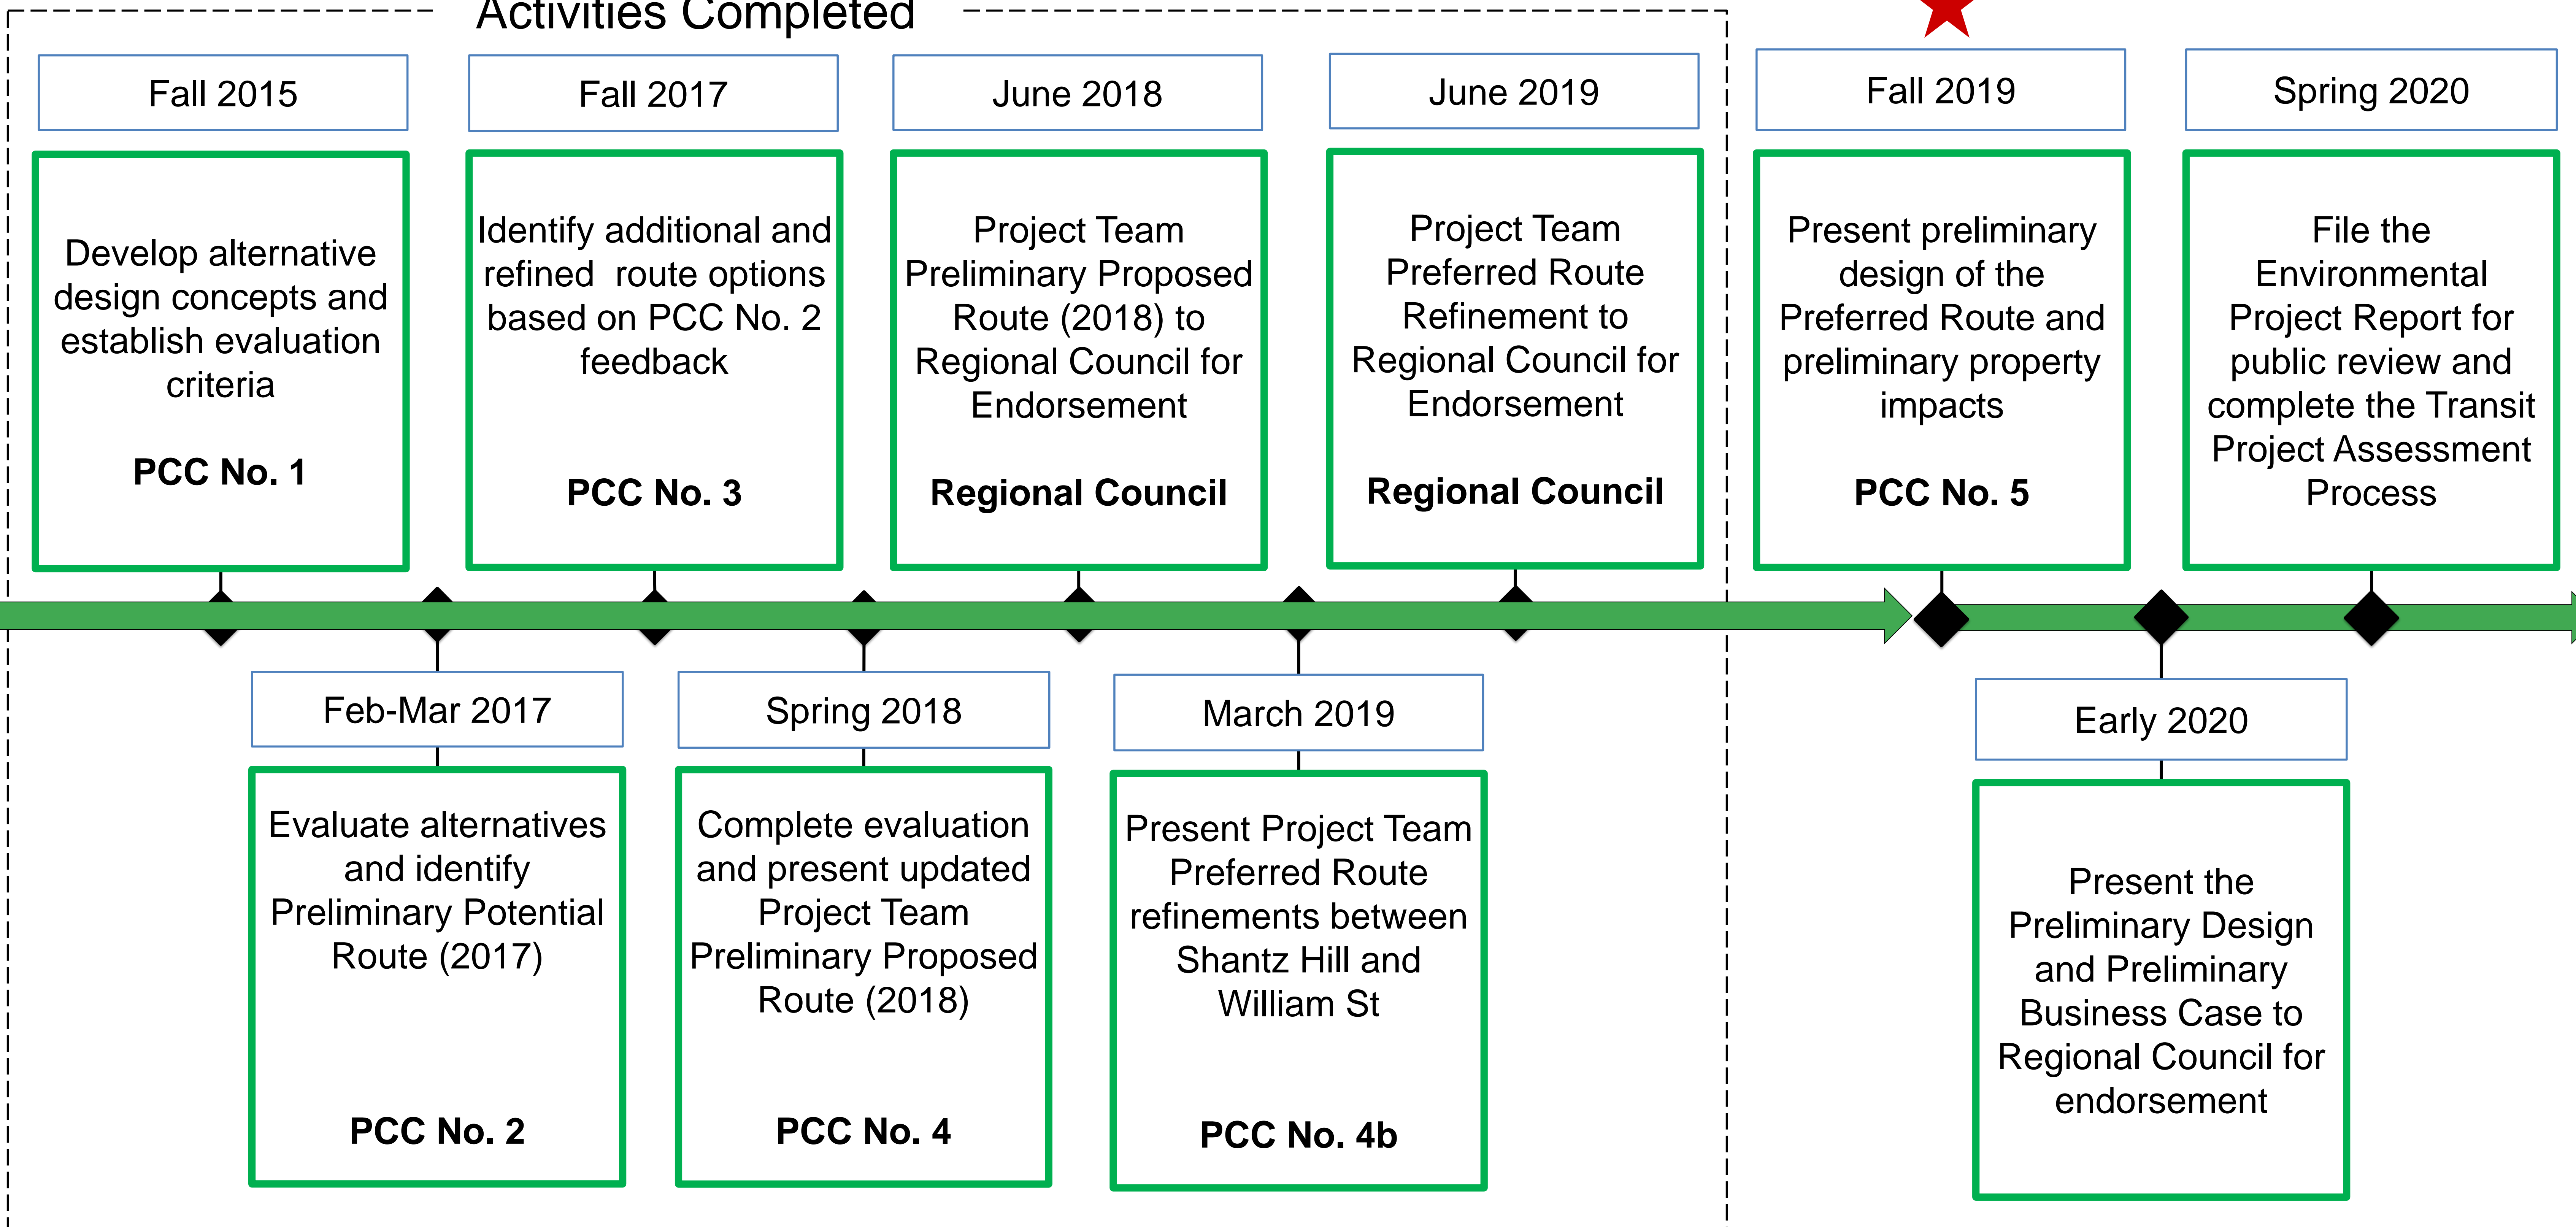 Activities Completed
Fall 2015
Develop alternative
design concepts and
establish evaluation
criteria
PCC No. 1
Feb-Mar 2017
Evaluate alternatives
and identify
Preliminary Potential
Route (2017)
PCC No. 2
Fall 2017
Identify additional and
refined  route options
based on PCC No. 2
feedback
PCC No. 3
Spring 2018
Complete evaluation
and present updated
Project Team
Preliminary Proposed
Route (2018)
PCC No. 4
June 2018
Project Team
Preliminary Proposed
Route (2018) to
Regional Council for
Endorsement
Regional Council
March 2019
Present Project Team
Preferred Route
refinements between
Shantz Hill and
William St
PCC No. 4b
June 2019
Project Team
Preferred Route
Refinement to
Regional Council for
Endorsement
Regional Council
Fall 2019
Present preliminary
design of the
Preferred Route and
preliminary property
impacts
PCC No. 5
Early 2020
Present the
Preliminary Design
and Preliminary
Business Case to
Regional Council for
endorsement
Spring 2020
File the
Environmental
Project Report for
public review and
complete the Transit
Project Assessment
Process